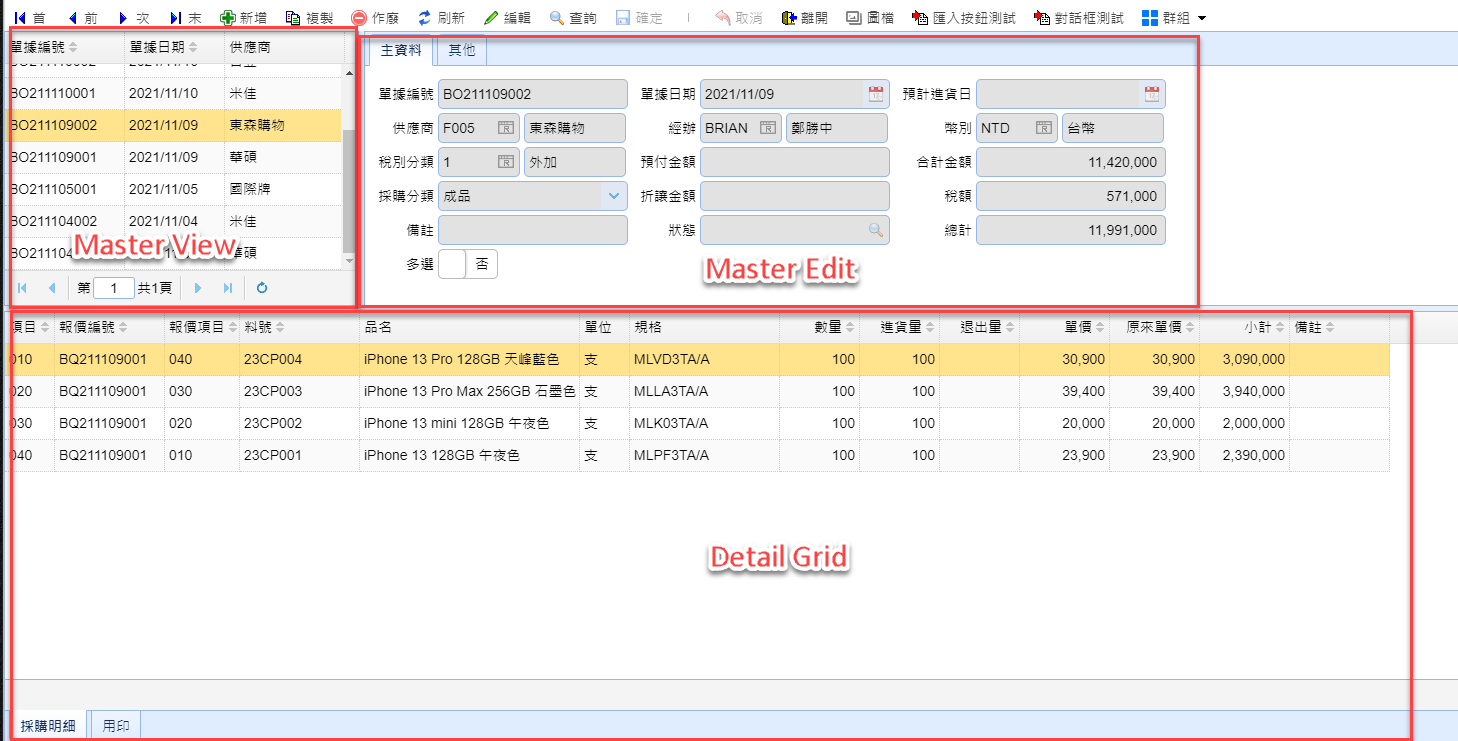 首 前 次 末 新增 複製 作廢 刷新 編輯 查詢 確定 取消 離開 圖檔 匯入按鈕測試 對話框測試 群組
單據編號 單據日期 供應商
BO211110001 2021/11/10 米佳
BO211109002 2021/11/09 東森購物
BO211109001 2021/11/09 華碩
BO211105001 2021/11/05 國際牌
BO211104002 2021/11/04 米佳
Master View
第 1 共1頁
主資料 其他
單據編號 BO211109002 單據日期 2021/11/09 預計進貨日
供應商 F005 東森購物 經辦 BRIAN 鄭勝中 幣別 NTD 台幣
稅別分類 1 外加 預付金額 合計金額 11,420,000
採購分類 成品 折讓金額 稅額 571,000
備註 狀態 總計 11,991,000
多選 否
Master Edit
項目 報價編號 報價項目 料號 品名 單位 規格 數量 進貨量 退出量 單價 原來單價 小計 備註
010 BQ211109001 040 23CP004 iPhone 13 Pro 128GB 天峰藍色 支 MLVD3TA/A 100 100 30,900 30,900 3,090,000
020 BQ211109001 030 23CP003 iPhone 13 Pro Max 256GB 石墨色 支 MLLA3TA/A 100 100 39,400 39,400 3,940,000
030 BQ211109001 020 23CP002 iPhone 13 mini 128GB 午夜色 支 MLK03TA/A 100 100 20,000 20,000 2,000,000
040 BQ211109001 010 23CP001 iPhone 13 128GB 午夜色 支 MLPF3TA/A 100 100 23,900 23,900 2,390,000
Detail Grid
採購明細 用印